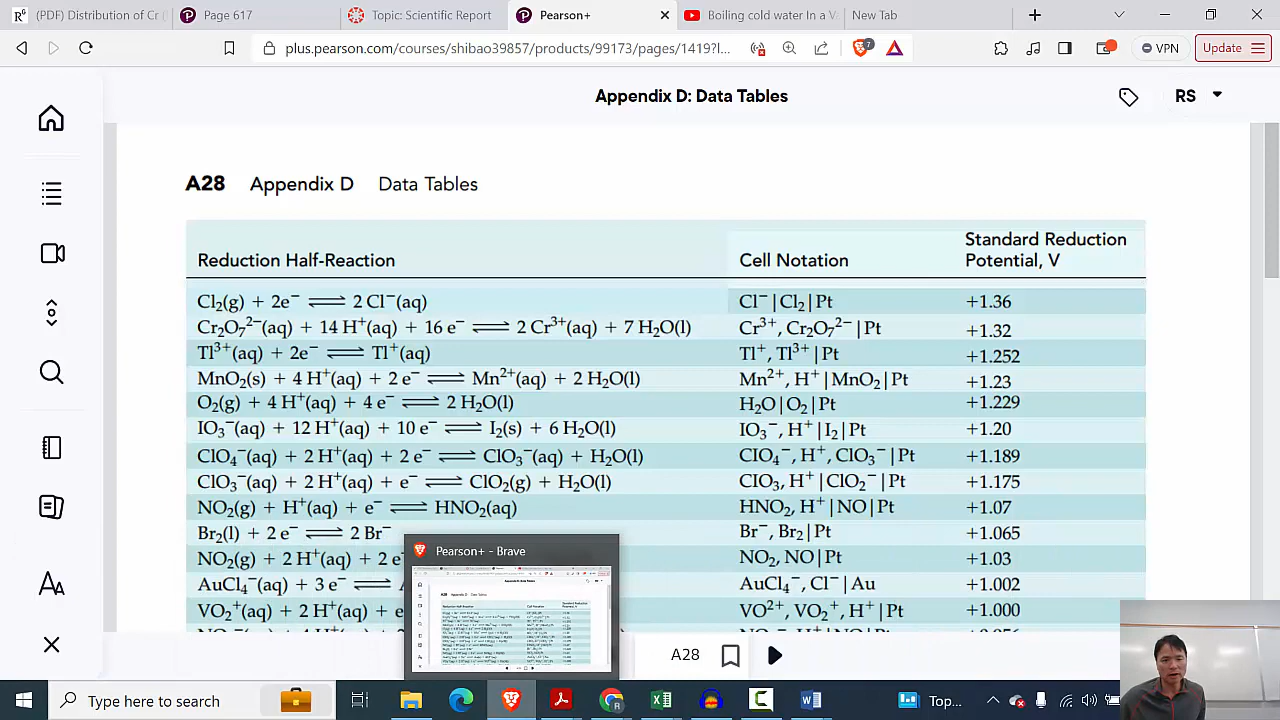 (PDF) Distribution of Cr (
Page 617
Topic: Scientific Report
Pearson+
Boiling cold water In a Va
New Tab
plus.pearson.com/courses/shibao39857/products/99173/pages/1419?l...
7
VPN
Update
Appendix D: Data Tables
RS
A28 Appendix D Data Tables
Reduction Half-Reaction Cell Notation Standard Reduction Potential, V
Cl₂(g) + 2e⁻ ⇌ 2 Cl⁻(aq) Cl⁻|Cl₂|Pt +1.36
Cr₂O₇²⁻(aq) + 14 H⁺(aq) + 16 e⁻ ⇌ 2 Cr³⁺(aq) + 7 H₂O(l) Cr³⁺, Cr₂O₇²⁻|Pt +1.32
Tl³⁺(aq) + 2e⁻ ⇌ Tl⁺(aq) Tl⁺, Tl³⁺|Pt +1.252
MnO₂(s) + 4 H⁺(aq) + 2 e⁻ ⇌ Mn²⁺(aq) + 2 H₂O(l) Mn²⁺, H⁺|MnO₂|Pt +1.23
O₂(g) + 4 H⁺(aq) + 4 e⁻ ⇌ 2 H₂O(l) H₂O|O₂|Pt +1.229
IO₃⁻(aq) + 12 H⁺(aq) + 10 e⁻ ⇌ I₂(s) + 6 H₂O(l) IO₃⁻, H⁺|I₂|Pt +1.20
ClO₄⁻(aq) + 2 H⁺(aq) + 2 e⁻ ⇌ ClO₃⁻(aq) + H₂O(l) ClO₄⁻, H⁺, ClO₃⁻|Pt +1.189
ClO₃⁻(aq) + 2 H⁺(aq) + e⁻ ⇌ ClO₂(g) + H₂O(l) ClO3, H⁺|ClO₂⁻|Pt +1.175
NO₂(g) + H⁺(aq) + e⁻ ⇌ HNO₂(aq) HNO₂, H⁺|NO|Pt +1.07
Br₂(l) + 2 e⁻ ⇌ 2 Br⁻ Br⁻, Br₂|Pt +1.065
NO₂(g) + 2 H⁺(aq) + 2 e NO₂, NO|Pt +1.03
AuCl₄⁻(aq) + 3 e⁻ ⇌ AuCl₄⁻, Cl⁻|Au +1.002
VO₂⁺(aq) + 2 H⁺(aq) + e VO²⁺, VO₂⁺, H⁺|Pt +1.000
Pearson+ - Brave
A28
Type here to search
Top...